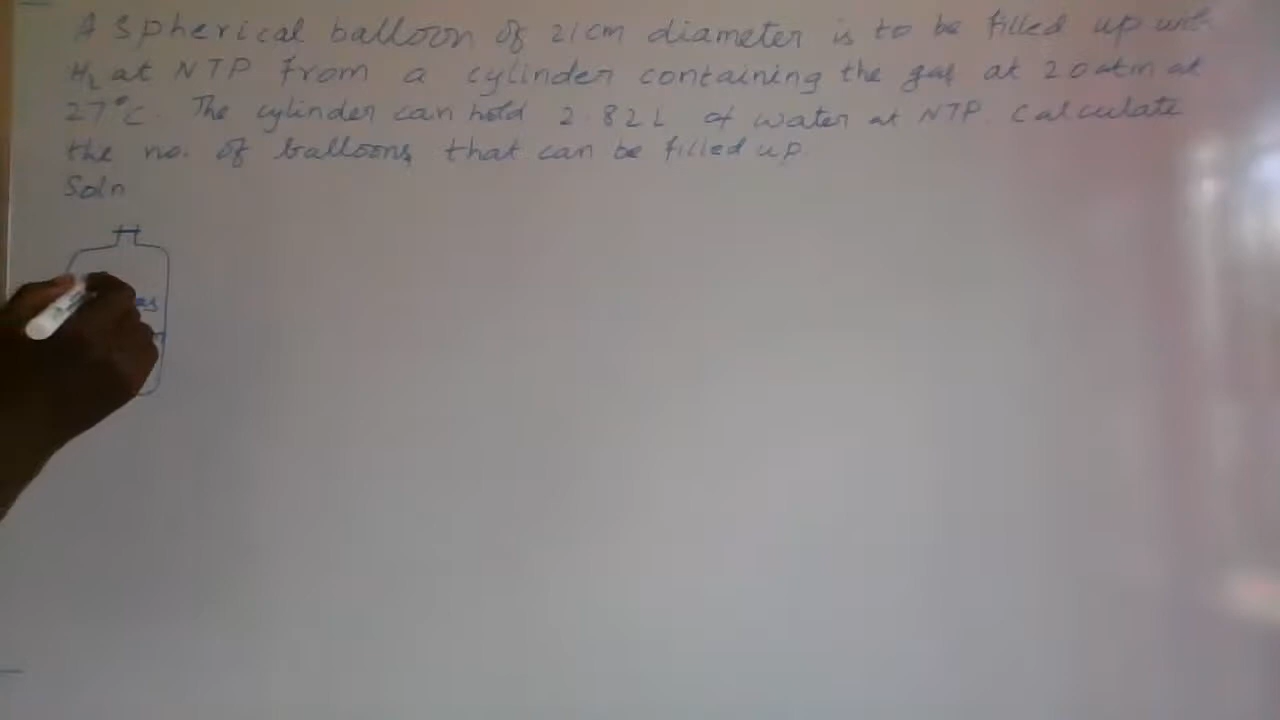 A spherical balloon of 21cm diameter is to be filled up with
H2 at NTP from a cylinder containing the gas at 20atm at
27°C. The cylinder can hold 2.82L of water at NTP. Calculate
the no. of balloons that can be filled up.
Soln